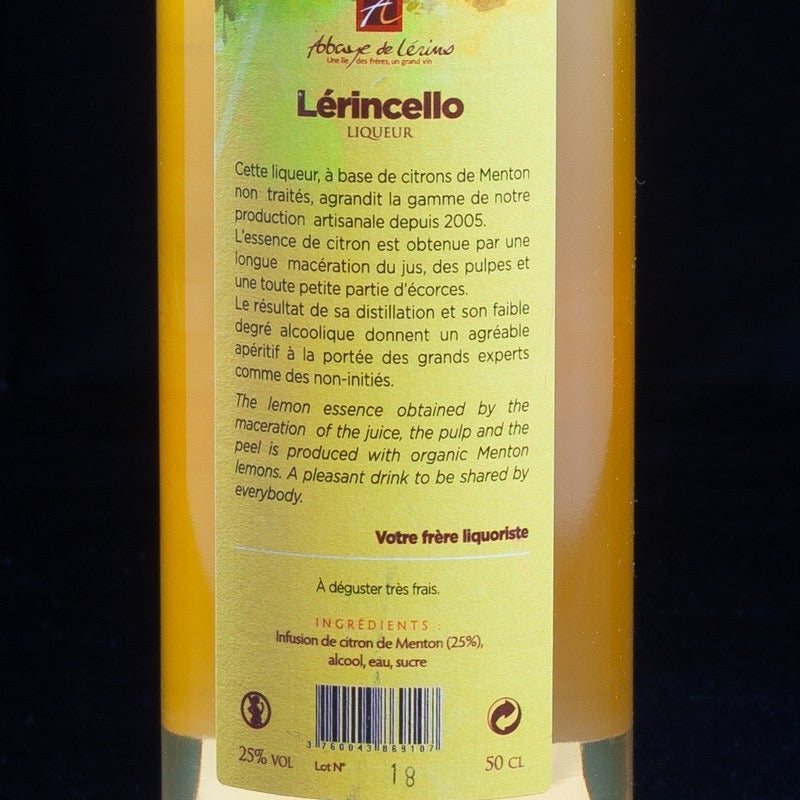 Abbaye de Lérins
Une île des frères, un grand vin
Lérincello
LIQUEUR
Cette liqueur, à base de citrons de Menton
non traités, agrandit la gamme de notre
production artisanale depuis 2005.
L'essence de citron est obtenue par une
longue macération du jus, des pulpes et
une toute petite partie d'écorces.
Le résultat de sa distillation et son faible
degré alcoolique donnent un agréable
apéritif à la portée des grands experts
comme des non-initiés.
The lemon essence obtained by the
maceration of the juice, the pulp and the
peel is produced with organic Menton
lemons. A pleasant drink to be shared by
everybody.
Votre frère liquoriste
À déguster très frais.
INGRÉDIENTS :
Infusion de citron de Menton (25%),
alcool, eau, sucre
3 760043 869107
25% VOL
Lot N° 18
50 CL